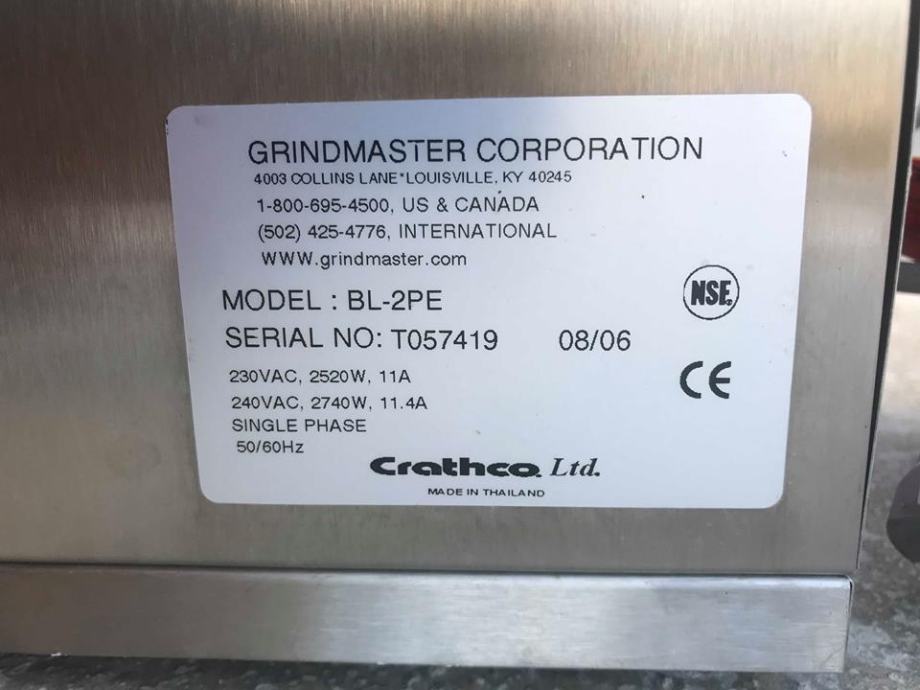 GRINDMASTER CORPORATION
4003 COLLINS LANE*LOUISVILLE, KY 40245
1-800-695-4500, US & CANADA
(502) 425-4776, INTERNATIONAL
WWW.grindmaster.com
MODEL : BL-2PE
NSF.
SERIAL NO: T057419 08/06
230VAC, 2520W, 11A
CE
240VAC, 2740W, 11.4A
SINGLE PHASE
50/60Hz
Crathco Ltd.
MADE IN THAILAND